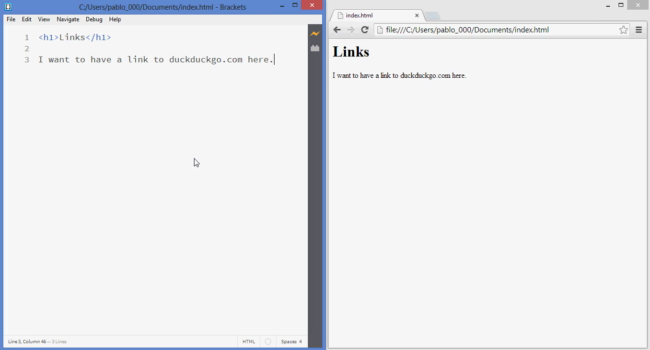 C:/Users/pablo_000/Documents/index.html - Brackets
File Edit View Navigate Debug Help
1 <h1>Links</h1>
2
3 I want to have a link to duckduckgo.com here.
Line 3, Column 46 — 3 Lines
HTML Spaces: 4
index.html
file:///C:/Users/pablo_000/Documents/index.html
Links
I want to have a link to duckduckgo.com here.